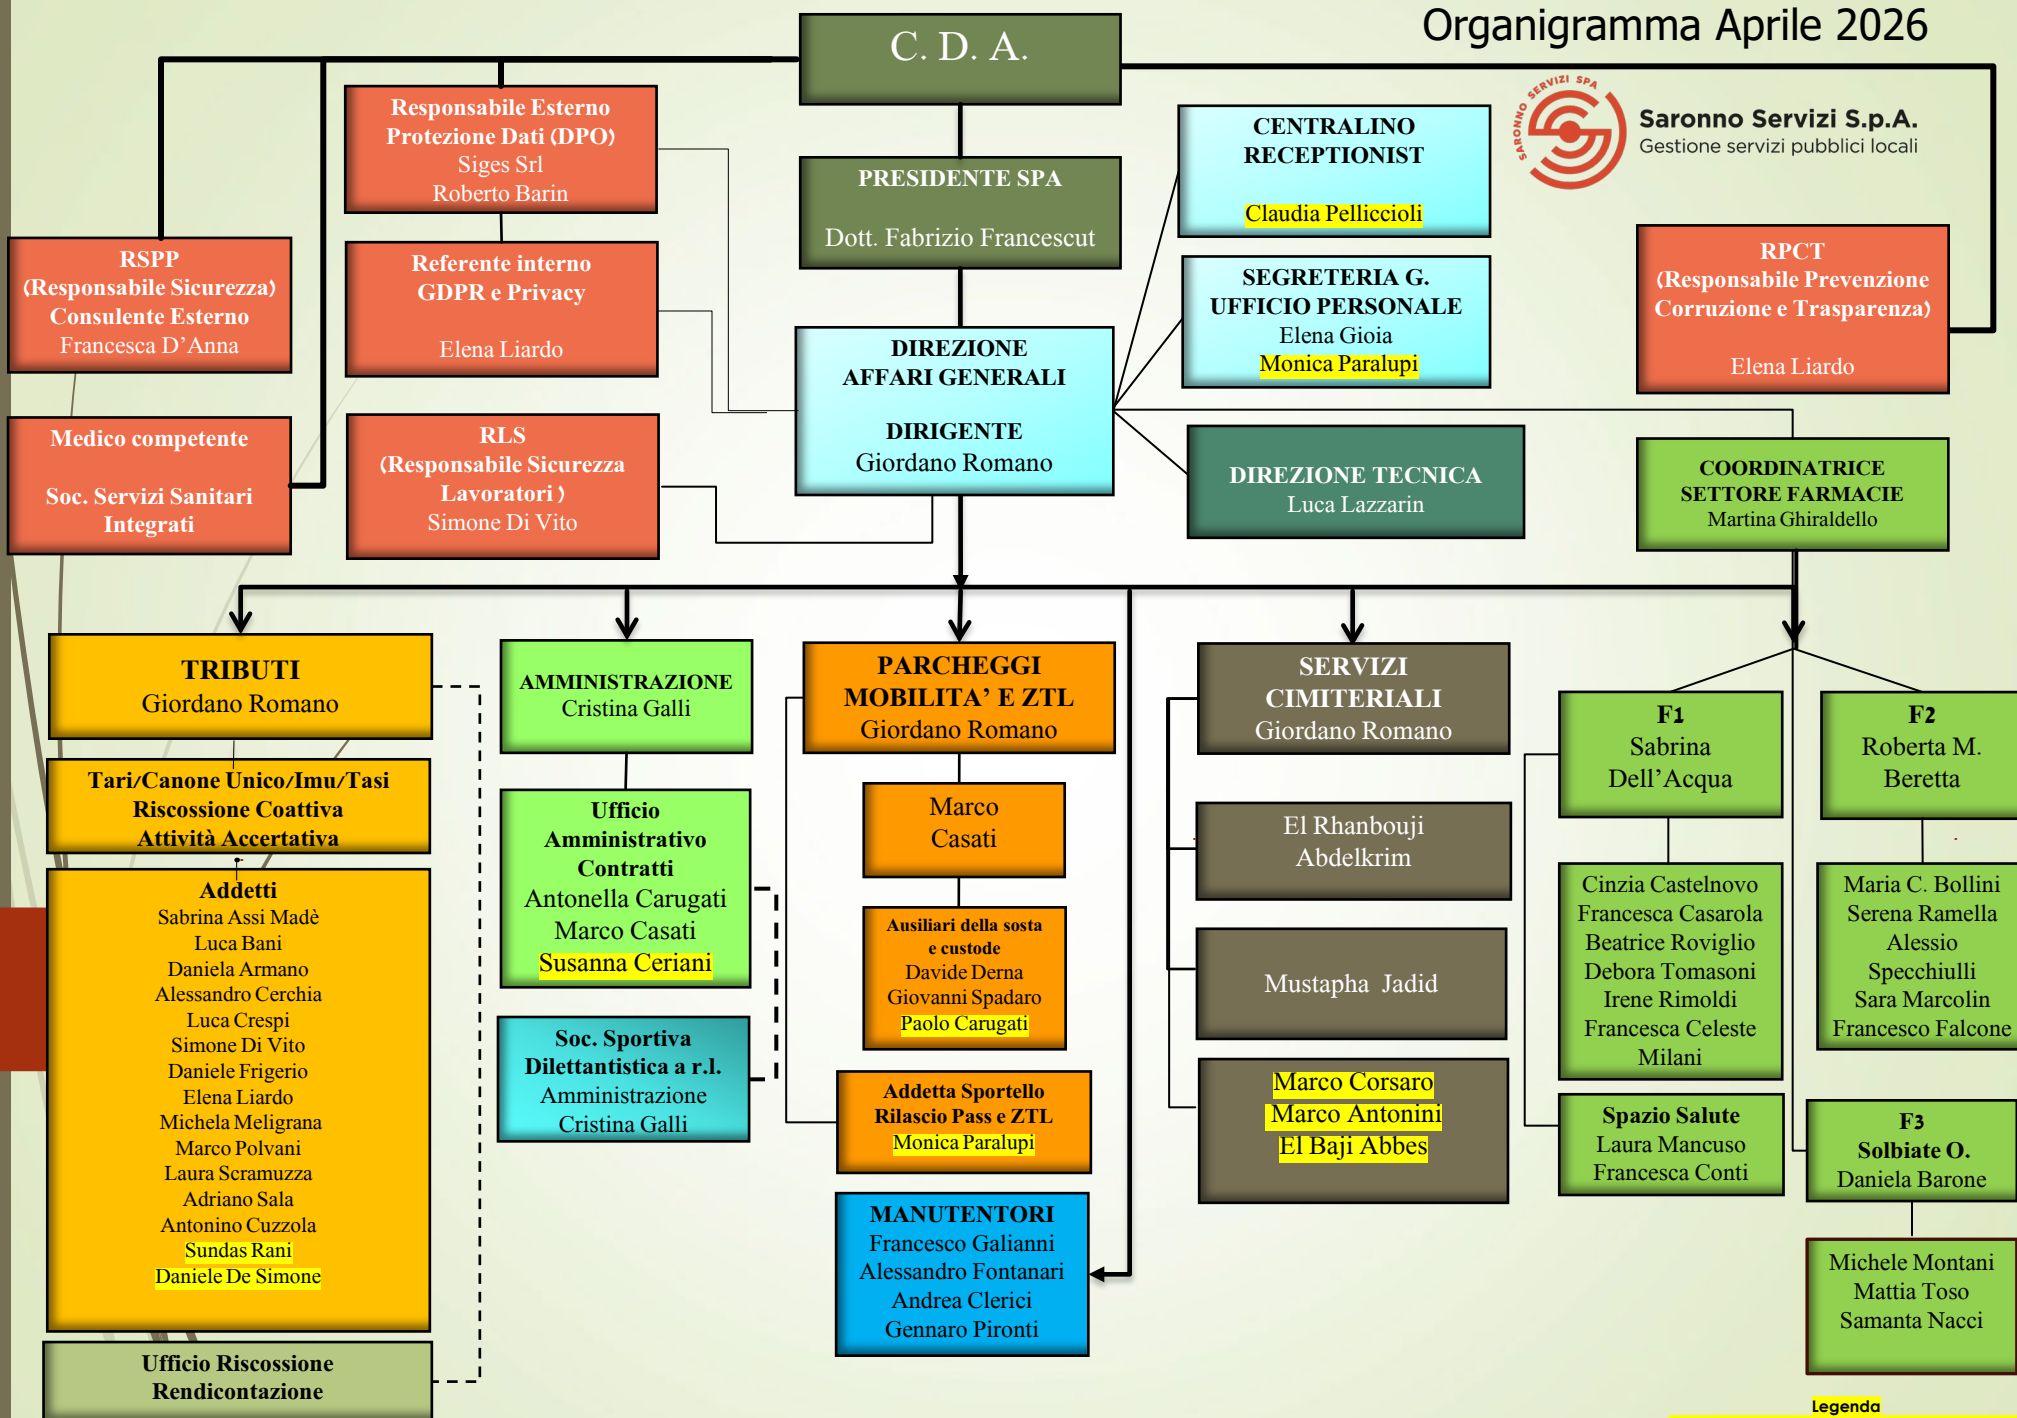 Organigramma Aprile 2026
SARONNO SERVIZI SPA
Saronno Servizi S.p.A.
Gestione servizi pubblici locali
C. D. A.
Responsabile Esterno
Protezione Dati (DPO)
Siges Srl
Roberto Barin
PRESIDENTE SPA
Dott. Fabrizio Francescut
CENTRALINO
RECEPTIONIST
Claudia Pelliccioli
RSPP
(Responsabile Sicurezza)
Consulente Esterno
Francesca D'Anna
Referente interno
GDPR e Privacy
Elena Liardo
SEGRETERIA G.
UFFICIO PERSONALE
Elena Gioia
Monica Paralupi
RPCT
(Responsabile Prevenzione
Corruzione e Trasparenza)
Elena Liardo
DIREZIONE
AFFARI GENERALI
DIRIGENTE
Giordano Romano
Medico competente
Soc. Servizi Sanitari
Integrati
RLS
(Responsabile Sicurezza
Lavoratori )
Simone Di Vito
DIREZIONE TECNICA
Luca Lazzarin
COORDINATRICE
SETTORE FARMACIE
Martina Ghiraldello
TRIBUTI
Giordano Romano
Tari/Canone Unico/Imu/Tasi
Riscossione Coattiva
Attività Accertativa
Addetti
Sabrina Assi Madè
Luca Bani
Daniela Armano
Alessandro Cerchia
Luca Crespi
Simone Di Vito
Daniele Frigerio
Elena Liardo
Michela Meligrana
Marco Polvani
Laura Scramuzza
Adriano Sala
Antonino Cuzzola
Sundas Rani
Daniele De Simone
Ufficio Riscossione
Rendicontazione
AMMINISTRAZIONE
Cristina Galli
Ufficio
Amministrativo
Contratti
Antonella Carugati
Marco Casati
Susanna Ceriani
Soc. Sportiva
Dilettantistica a r.l.
Amministrazione
Cristina Galli
PARCHEGGI
MOBILITA' E ZTL
Giordano Romano
Marco
Casati
Ausiliari della sosta
e custode
Davide Derna
Giovanni Spadaro
Paolo Carugati
Addetta Sportello
Rilascio Pass e ZTL
Monica Paralupi
MANUTENTORI
Francesco Galianni
Alessandro Fontanari
Andrea Clerici
Gennaro Pironti
SERVIZI
CIMITERIALI
Giordano Romano
El Rhanbouji
Abdelkrim
Mustapha Jadid
Marco Corsaro
Marco Antonini
El Baji Abbes
F1
Sabrina
Dell'Acqua
Cinzia Castelnovo
Francesca Casarola
Beatrice Roviglio
Debora Tomasoni
Irene Rimoldi
Francesca Celeste
Milani
Spazio Salute
Laura Mancuso
Francesca Conti
F2
Roberta M.
Beretta
Maria C. Bollini
Serena Ramella
Alessio
Specchiulli
Sara Marcolin
Francesco Falcone
F3
Solbiate O.
Daniela Barone
Michele Montani
Mattia Toso
Samanta Nacci
Legenda